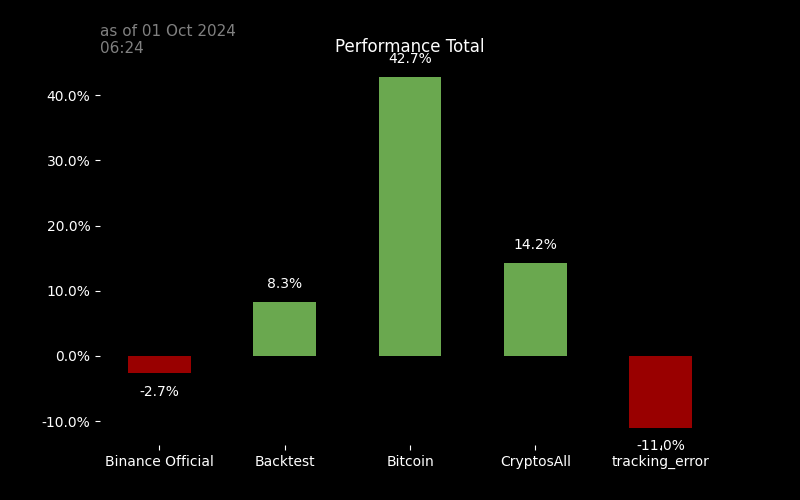 as of 01 Oct 2024
06:24
Performance Total
42.7%
40.0%
30.0%
20.0%
14.2%
10.0%
8.3%
0.0%
-2.7%
-10.0%
-11.0%
Binance Official
Backtest
Bitcoin
CryptosAll
tracking_error